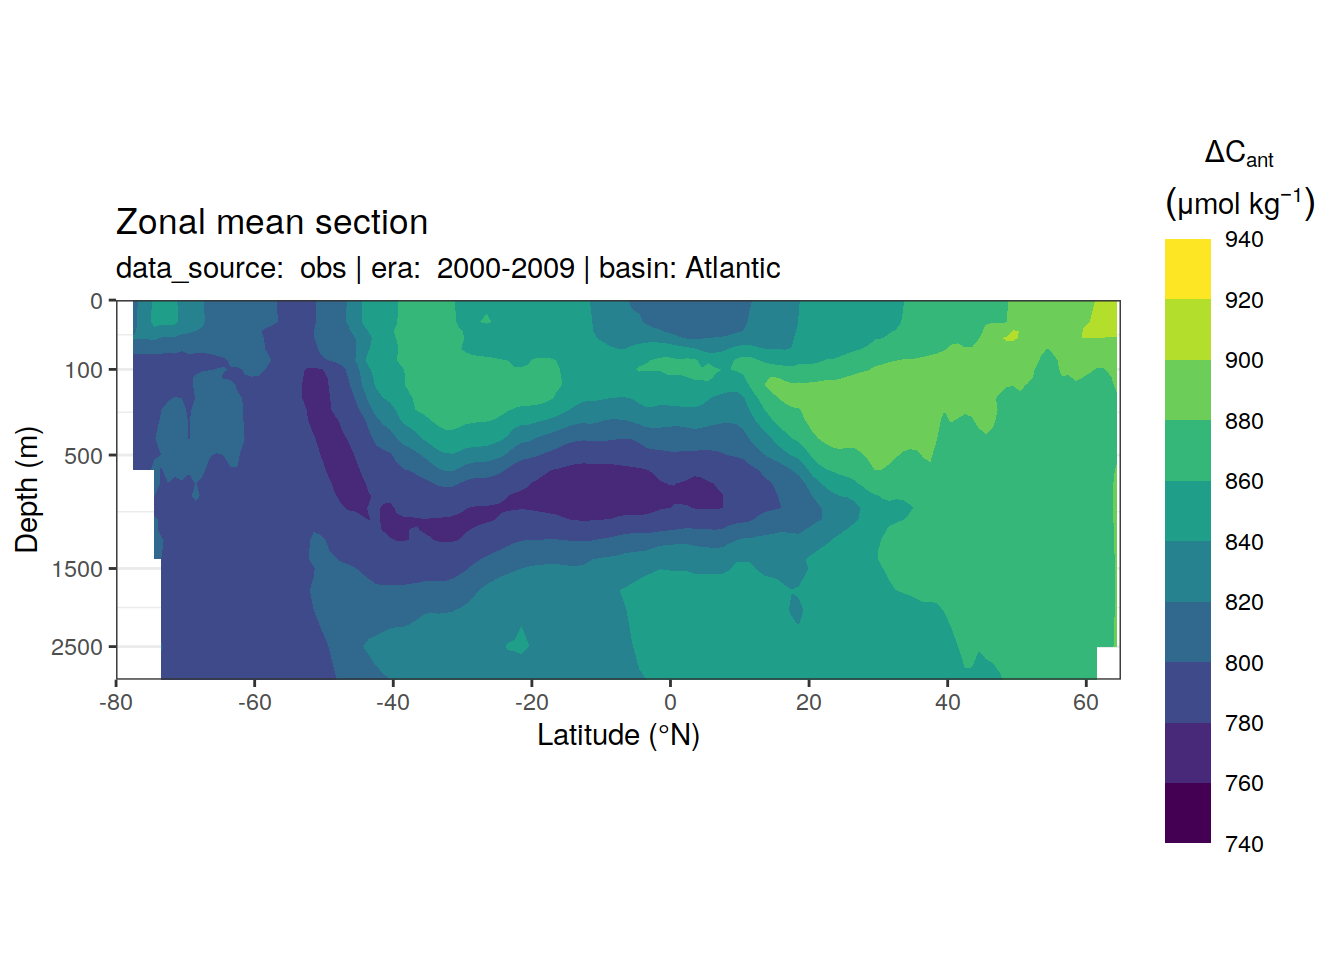 ΔCant
(μmol kg⁻¹)
Zonal mean section
data_source:  obs | era:  2000-2009 | basin: Atlantic
940
920
900
880
860
840
820
800
780
760
740
0
100
500
1500
2500
Depth (m)
-80 -60 -40 -20 0 20 40 60
Latitude (°N)